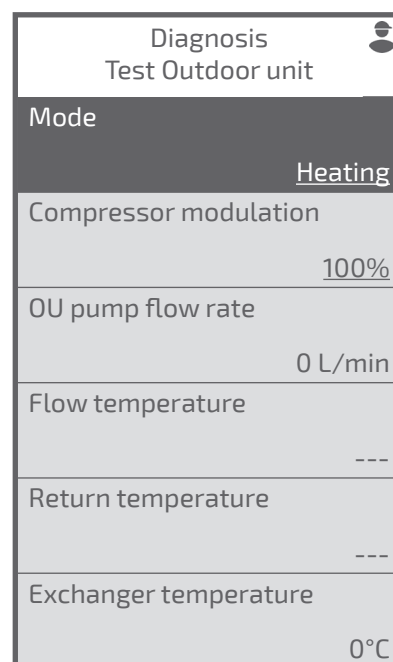 Diagnosis
Test Outdoor unit
Mode
Heating
Compressor modulation
100%
OU pump flow rate
0 L/min
Flow temperature
---
Return temperature
---
Exchanger temperature
0°C